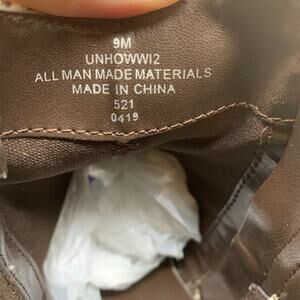 9M
UNHOWWI2
ALL MAN MADE MATERIALS
MADE IN CHINA
521
0419